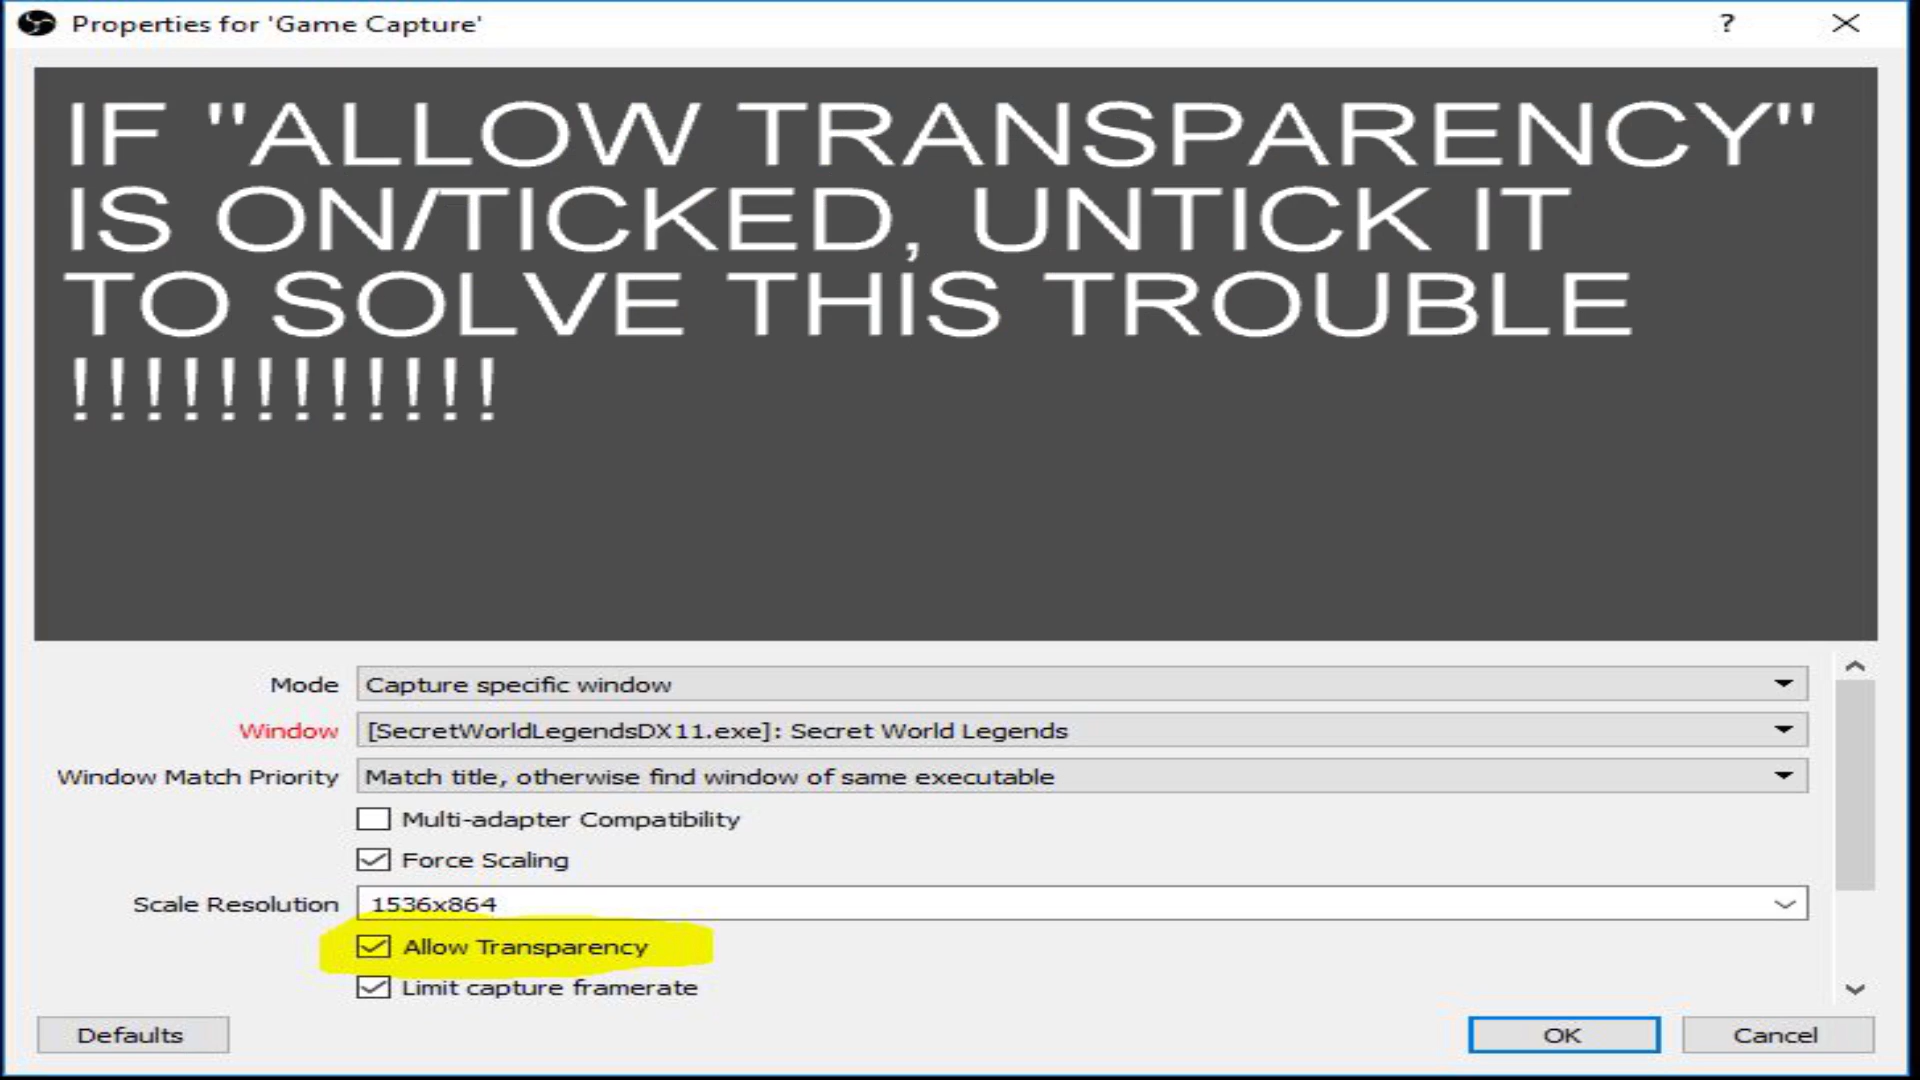 Properties for 'Game Capture'
?
IF "ALLOW TRANSPARENCY"
IS ON/TICKED, UNTICK IT
TO SOLVE THIS TROUBLE
!!!!!!!!!!!!
Mode Capture specific window
Window [SecretWorldLegendsDX11.exe]: Secret World Legends
Window Match Priority Match title, otherwise find window of same executable
Multi-adapter Compatibility
Force Scaling
Scale Resolution 1536x864
Allow Transparency
Limit capture framerate
Defaults OK Cancel